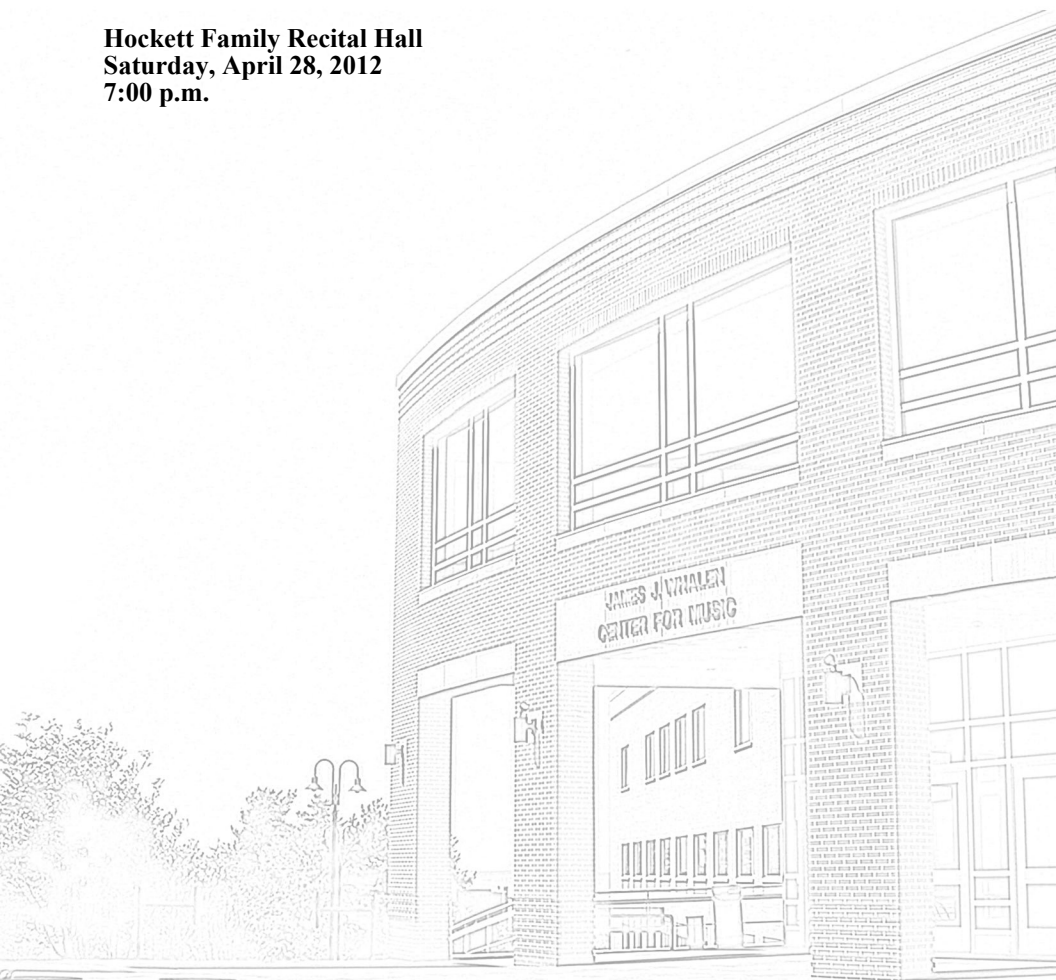 Hockett Family Recital Hall
Saturday, April 28, 2012
7:00 p.m.
JAMES J. WHALEN
CENTER FOR MUSIC